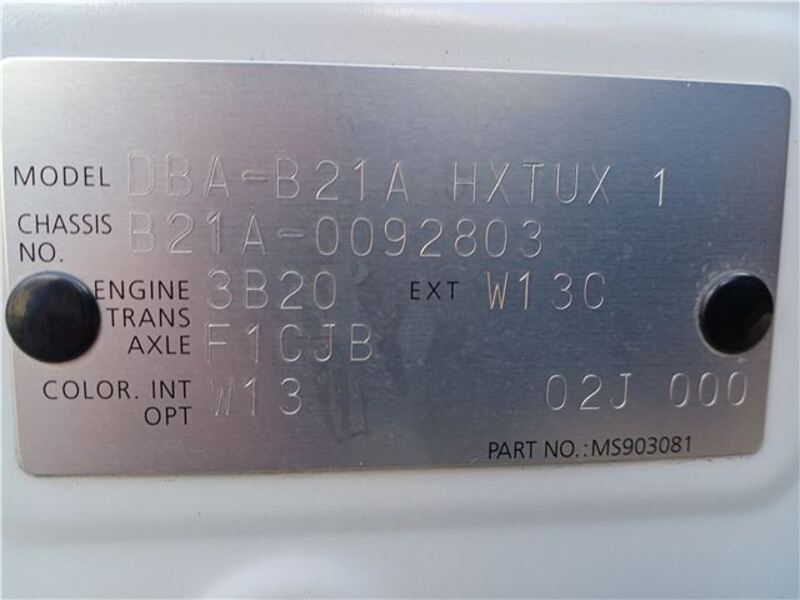 MODEL DBA-B21A HXTUX 1
CHASSIS NO. B21A-0092803
ENGINE 3B20 EXT W13C
TRANS AXLE F1CJB
COLOR. INT OPT W13 02J 000
PART NO.:MS903081